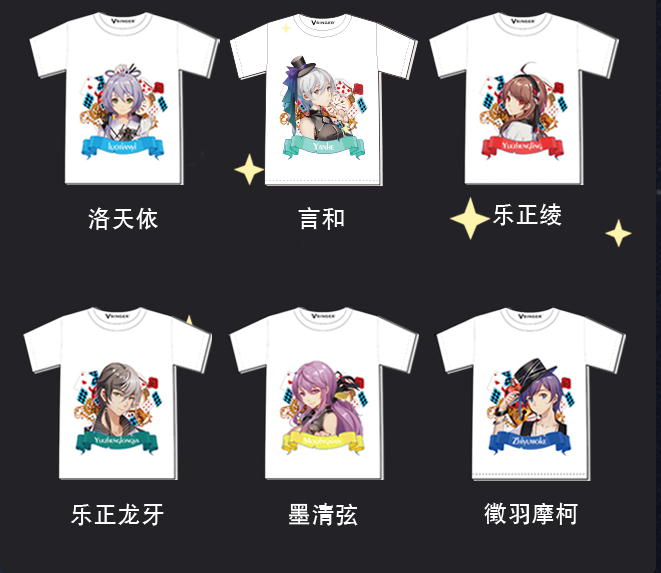 VSINGER VSINGER VSINGER
LUOTIANYI YANHE YUEZHENGLING
洛天依 言和 乐正绫
VSINGER VSINGER VSINGER
YUEZHENGLONGYA MOQINGXIAN ZHIYUMOKE
乐正龙牙 墨清弦 徵羽摩柯